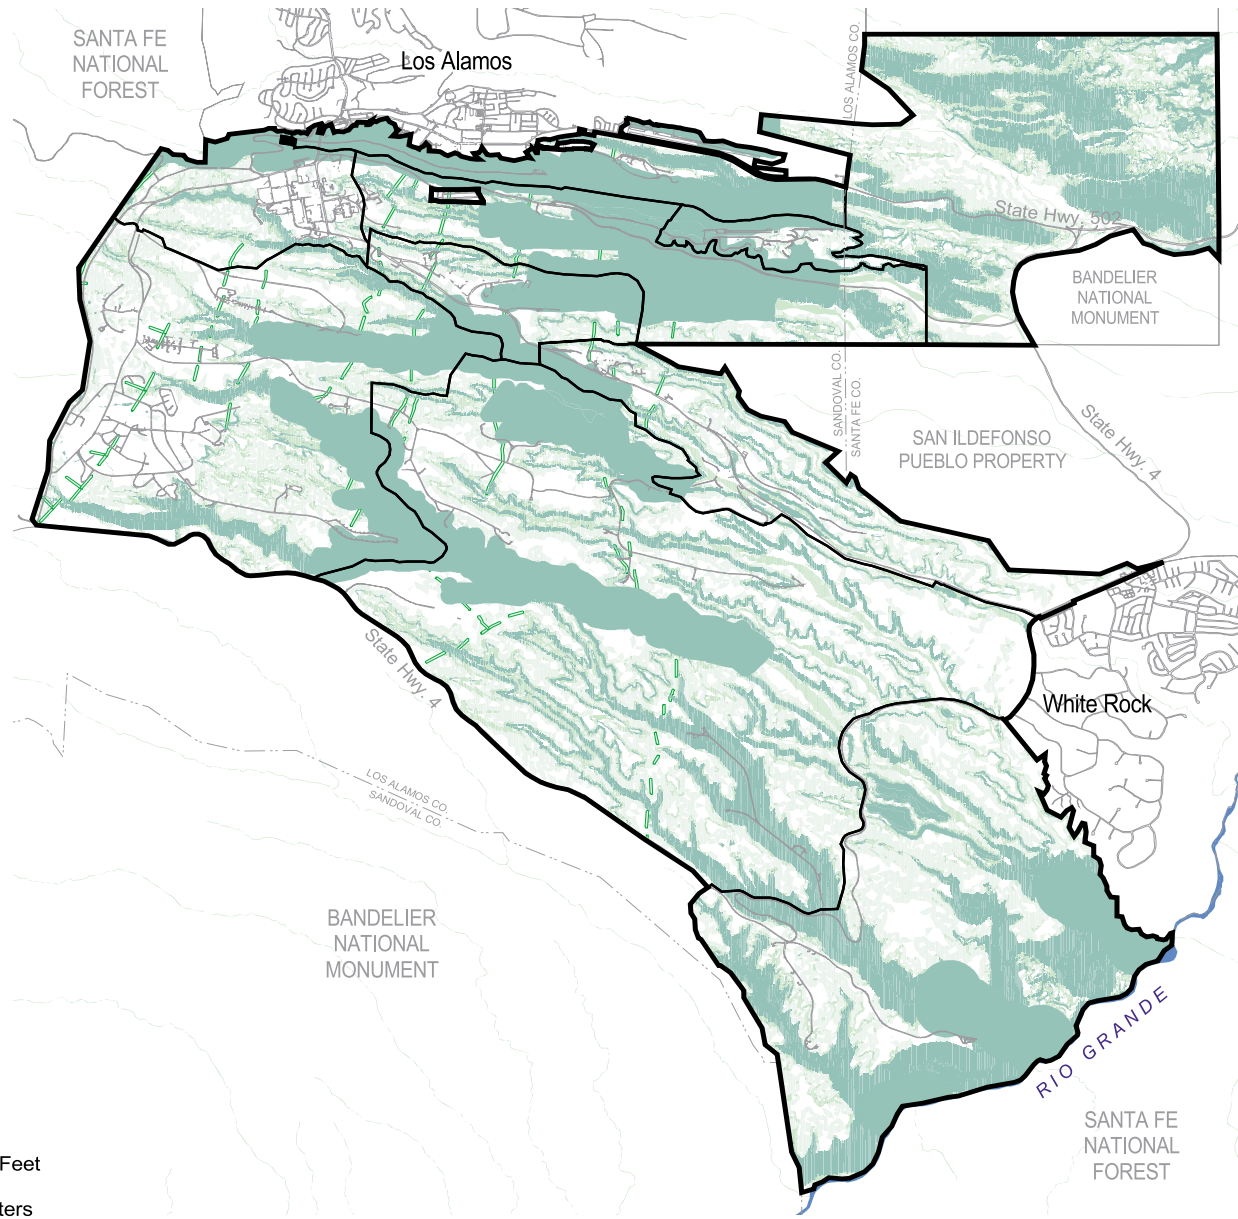 SANTA FE
NATIONAL
FOREST
Los Alamos
LOS ALAMOS CO.
State Hwy. 502
BANDELIER
NATIONAL
MONUMENT
SANDOVAL CO.
SANTA FE CO.
State Hwy. 4
SAN ILDEFONSO
PUEBLO PROPERTY
State Hwy. 4
White Rock
LOS ALAMOS CO.
SANDOVAL CO.
BANDELIER
NATIONAL
MONUMENT
RIO GRANDE
SANTA FE
NATIONAL
FOREST
Feet
ters